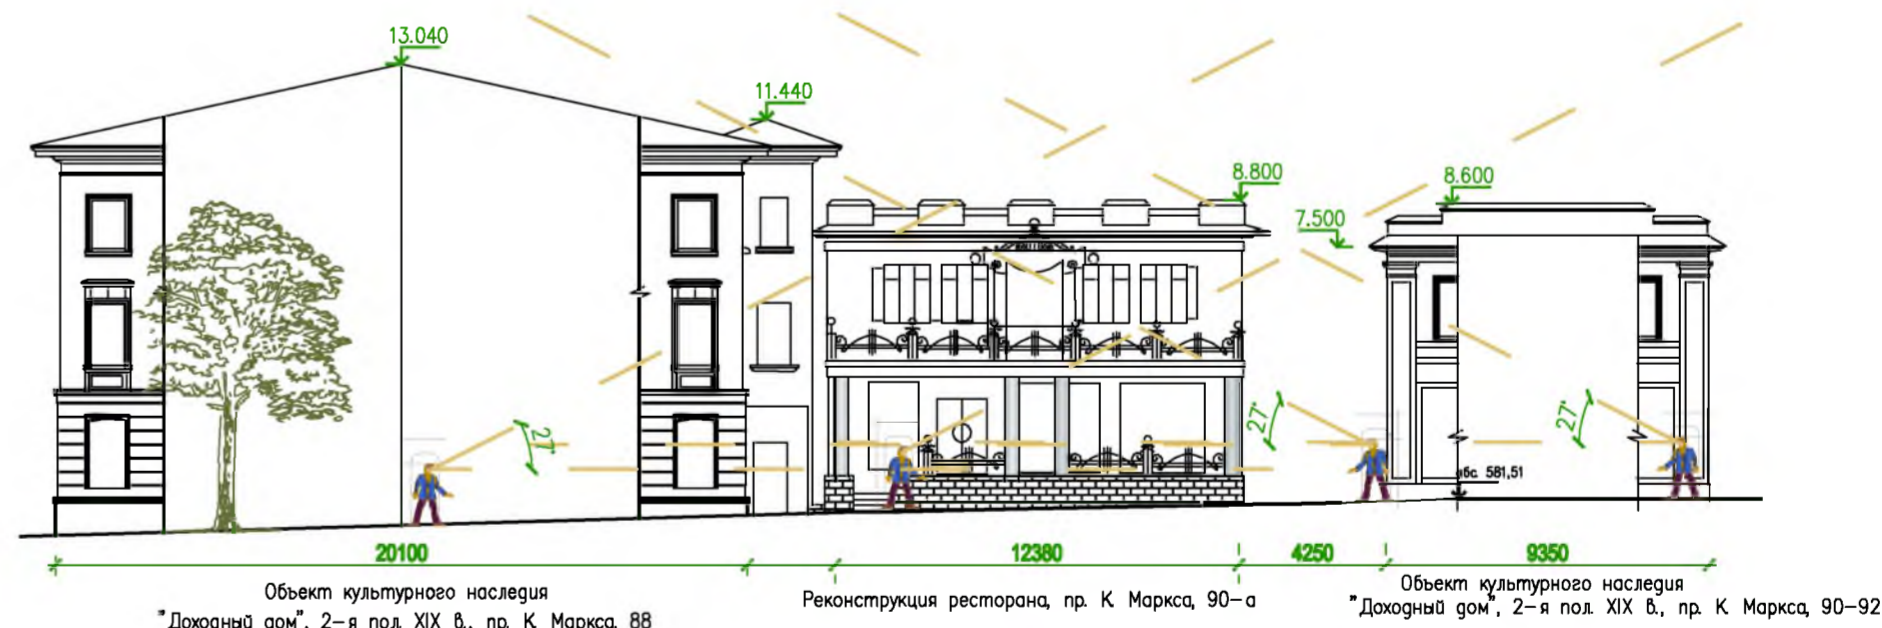 13.040
11.440
8.800
8.600
7.500
27°
27°
27°
абс. 581,51
20100
12380
4250
9350
Объект культурного наследия
"Доходный дом", 2-я пол. XIX в., пр. К. Маркса, 88
Реконструкция ресторана, пр. К. Маркса, 90-а
Объект культурного наследия
"Доходный дом", 2-я пол. XIX в., пр. К. Маркса, 90-92